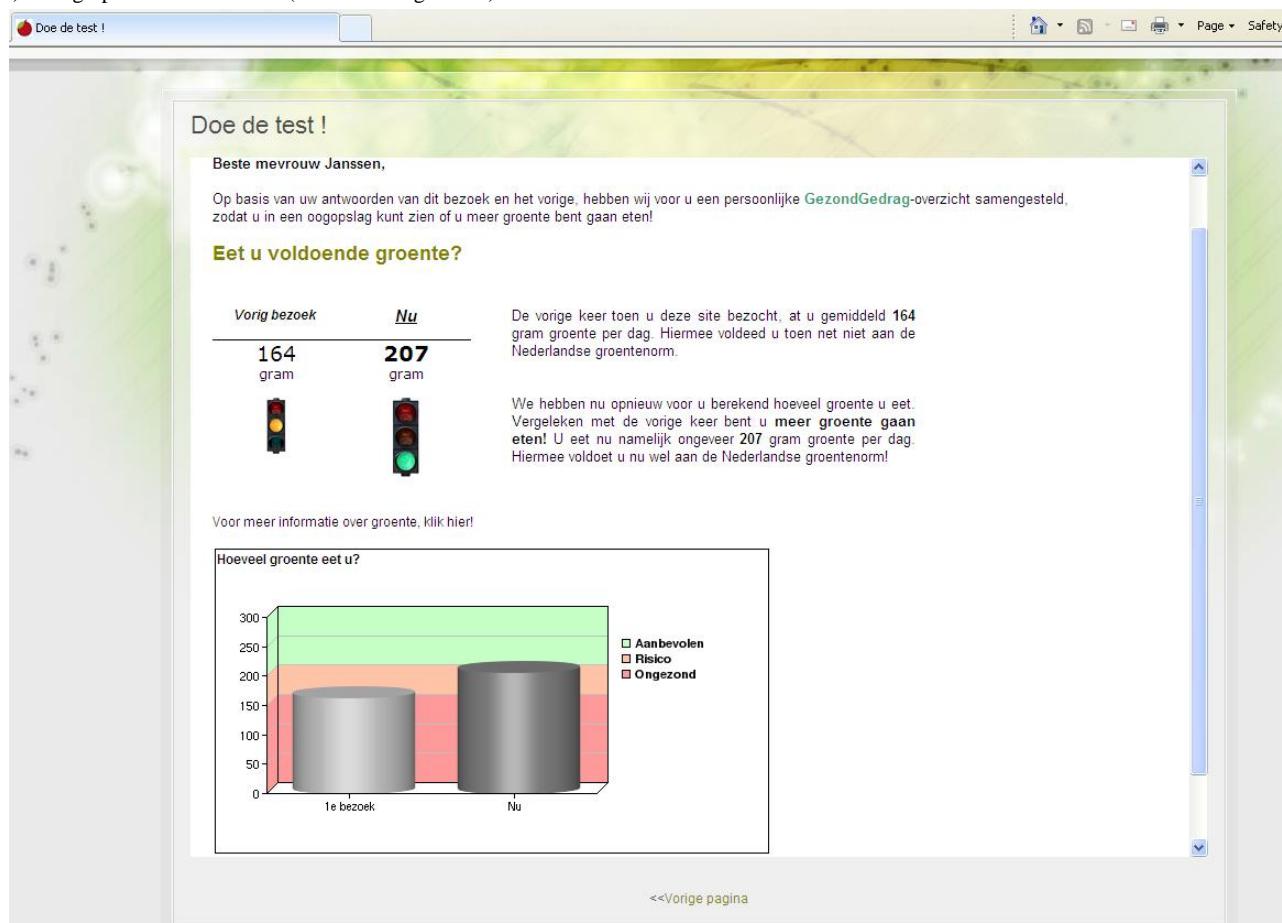 Doe de test !
Page
Safety
Doe de test !
Beste mevrouw Janssen,
Op basis van uw antwoorden van dit bezoek en het vorige, hebben wij voor u een persoonlijke GezondGedrag-overzicht samengesteld,
zodat u in een oogopslag kunt zien of u meer groente bent gaan eten!
Eet u voldoende groente?
Vorig bezoek Nu
164 207
gram gram
De vorige keer toen u deze site bezocht, at u gemiddeld 164
gram groente per dag. Hiermee voldeed u toen net niet aan de
Nederlandse groentenorm.
We hebben nu opnieuw voor u berekend hoeveel groente u eet.
Vergeleken met de vorige keer bent u meer groente gaan
eten! U eet nu namelijk ongeveer 207 gram groente per dag.
Hiermee voldoet u nu wel aan de Nederlandse groentenorm!
Voor meer informatie over groente, klik hier!
Hoeveel groente eet u?
300
250
200
150
100
50
0
1e bezoek Nu
Aanbevolen
Risico
Ongezond
<<Vorige pagina